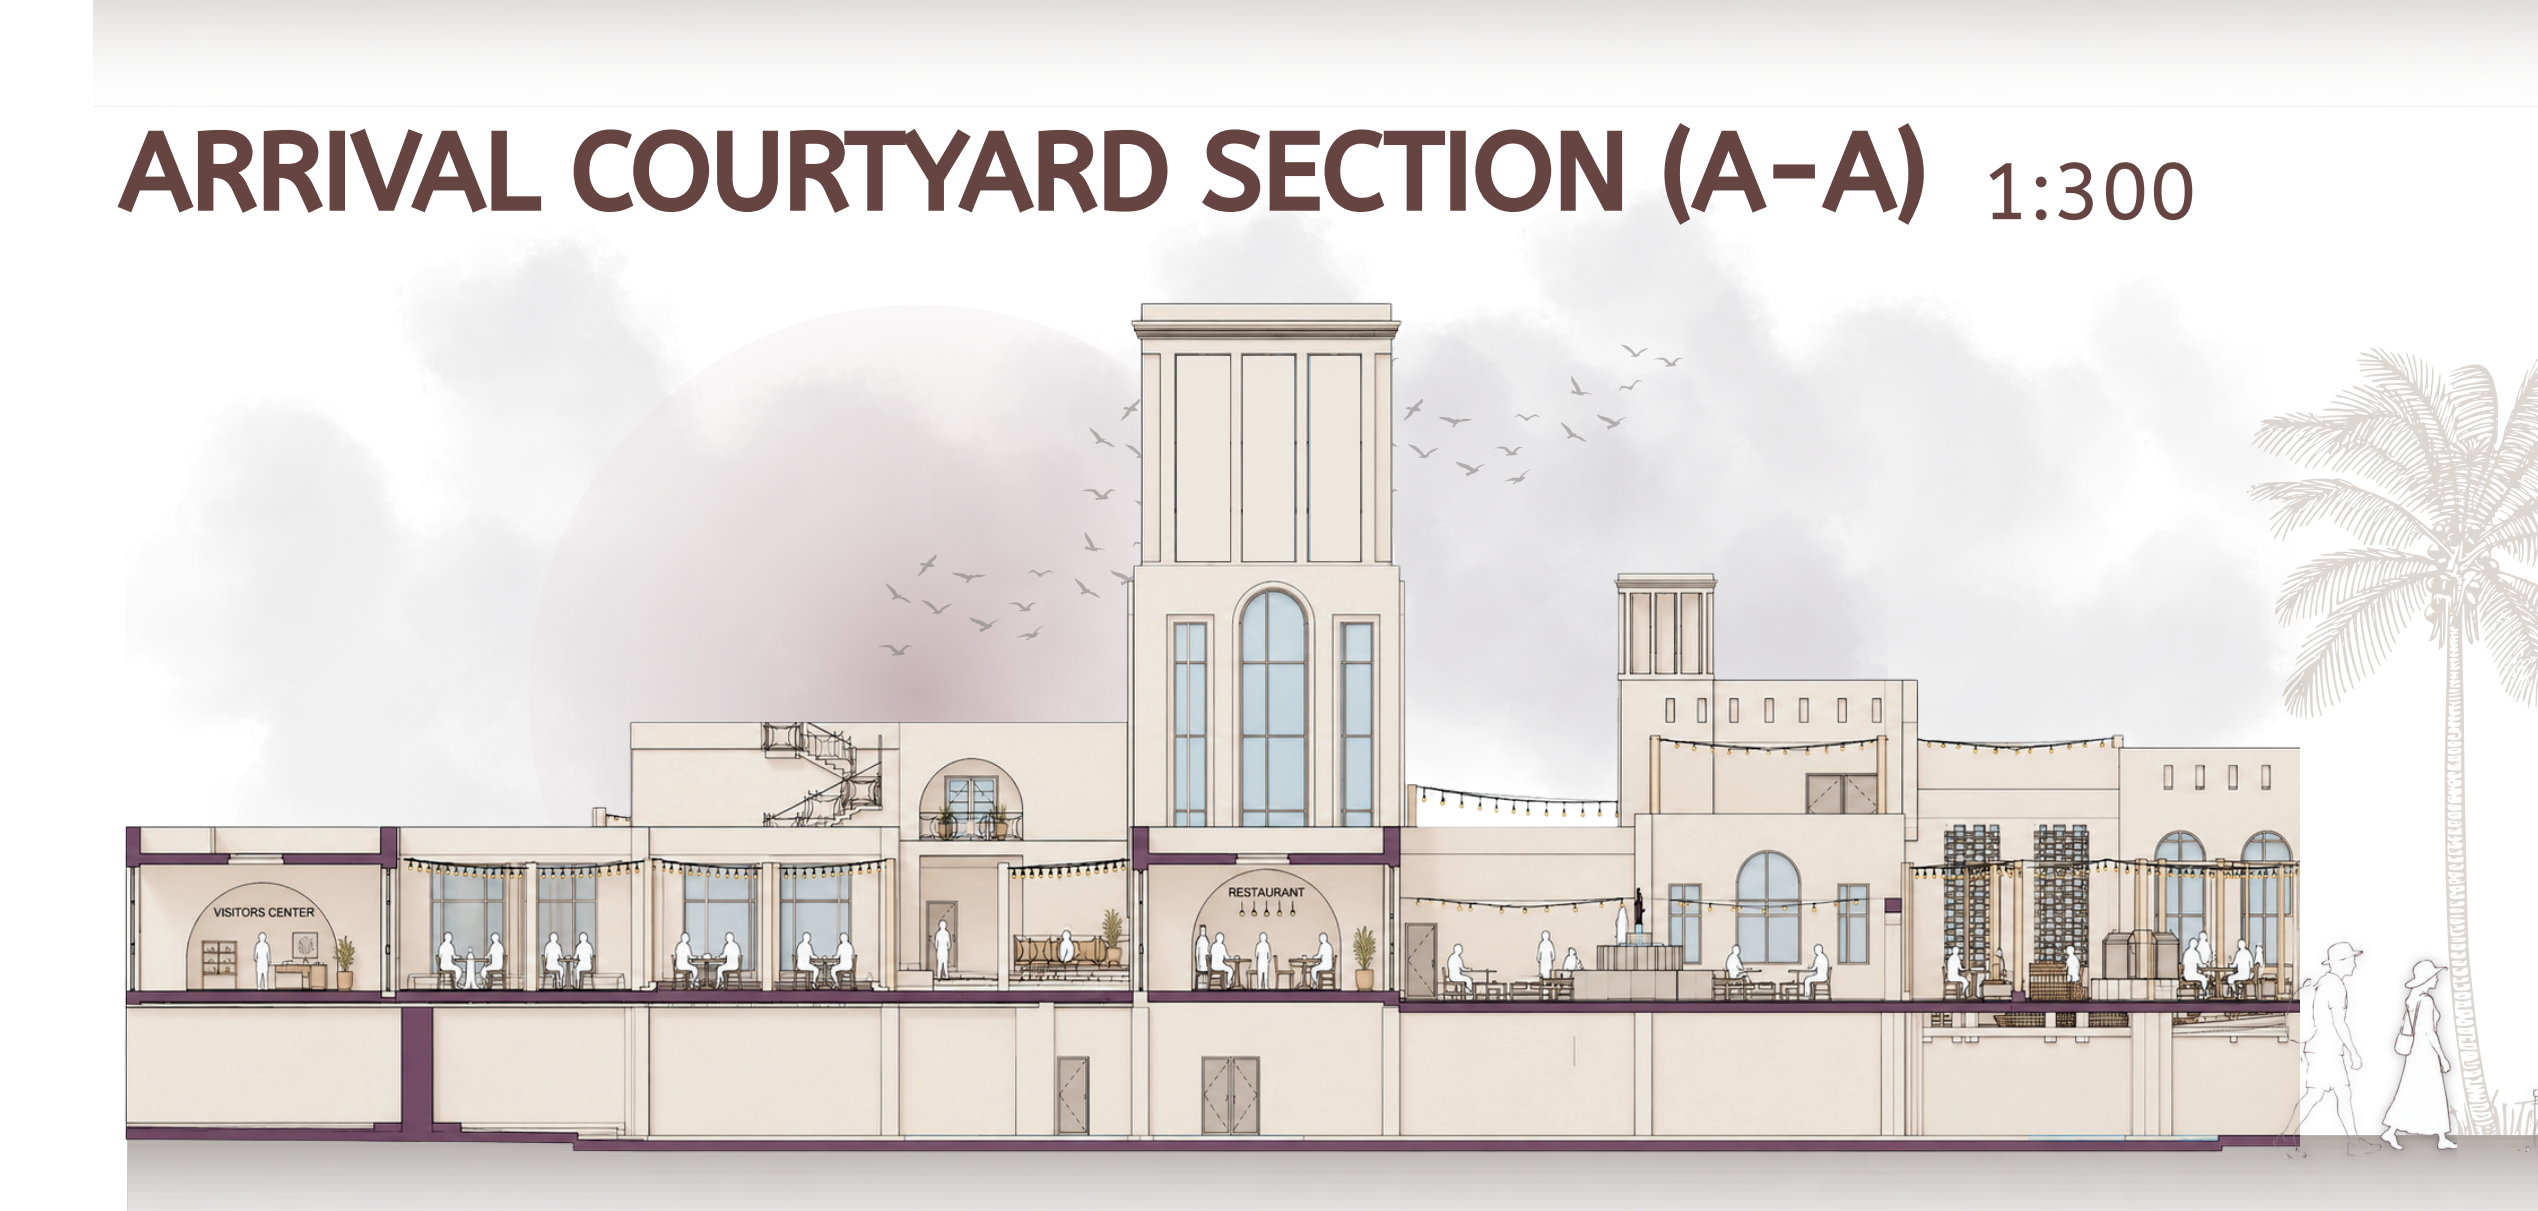 ARRIVAL COURTYARD SECTION (A-A) 1:300
VISITORS CENTER
RESTAURANT